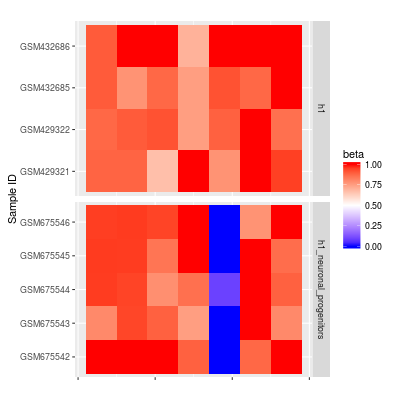 GSM432686
GSM432685
GSM429322
GSM429321
h1
GSM675546
GSM675545
GSM675544
GSM675543
GSM675542
h1_neuronal_progenitors
Sample ID
beta
1.00
0.75
0.50
0.25
0.00